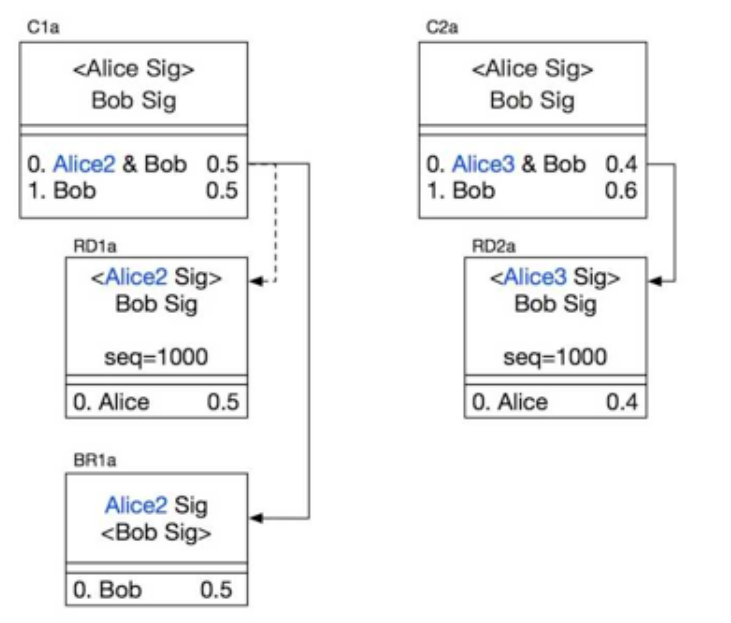 C1a
<Alice Sig>
Bob Sig
0. Alice2 & Bob 0.5
1. Bob 0.5
RD1a
<Alice2 Sig>
Bob Sig
seq=1000
0. Alice 0.5
BR1a
Alice2 Sig
<Bob Sig>
0. Bob 0.5
C2a
<Alice Sig>
Bob Sig
0. Alice3 & Bob 0.4
1. Bob 0.6
RD2a
<Alice3 Sig>
Bob Sig
seq=1000
0. Alice 0.4